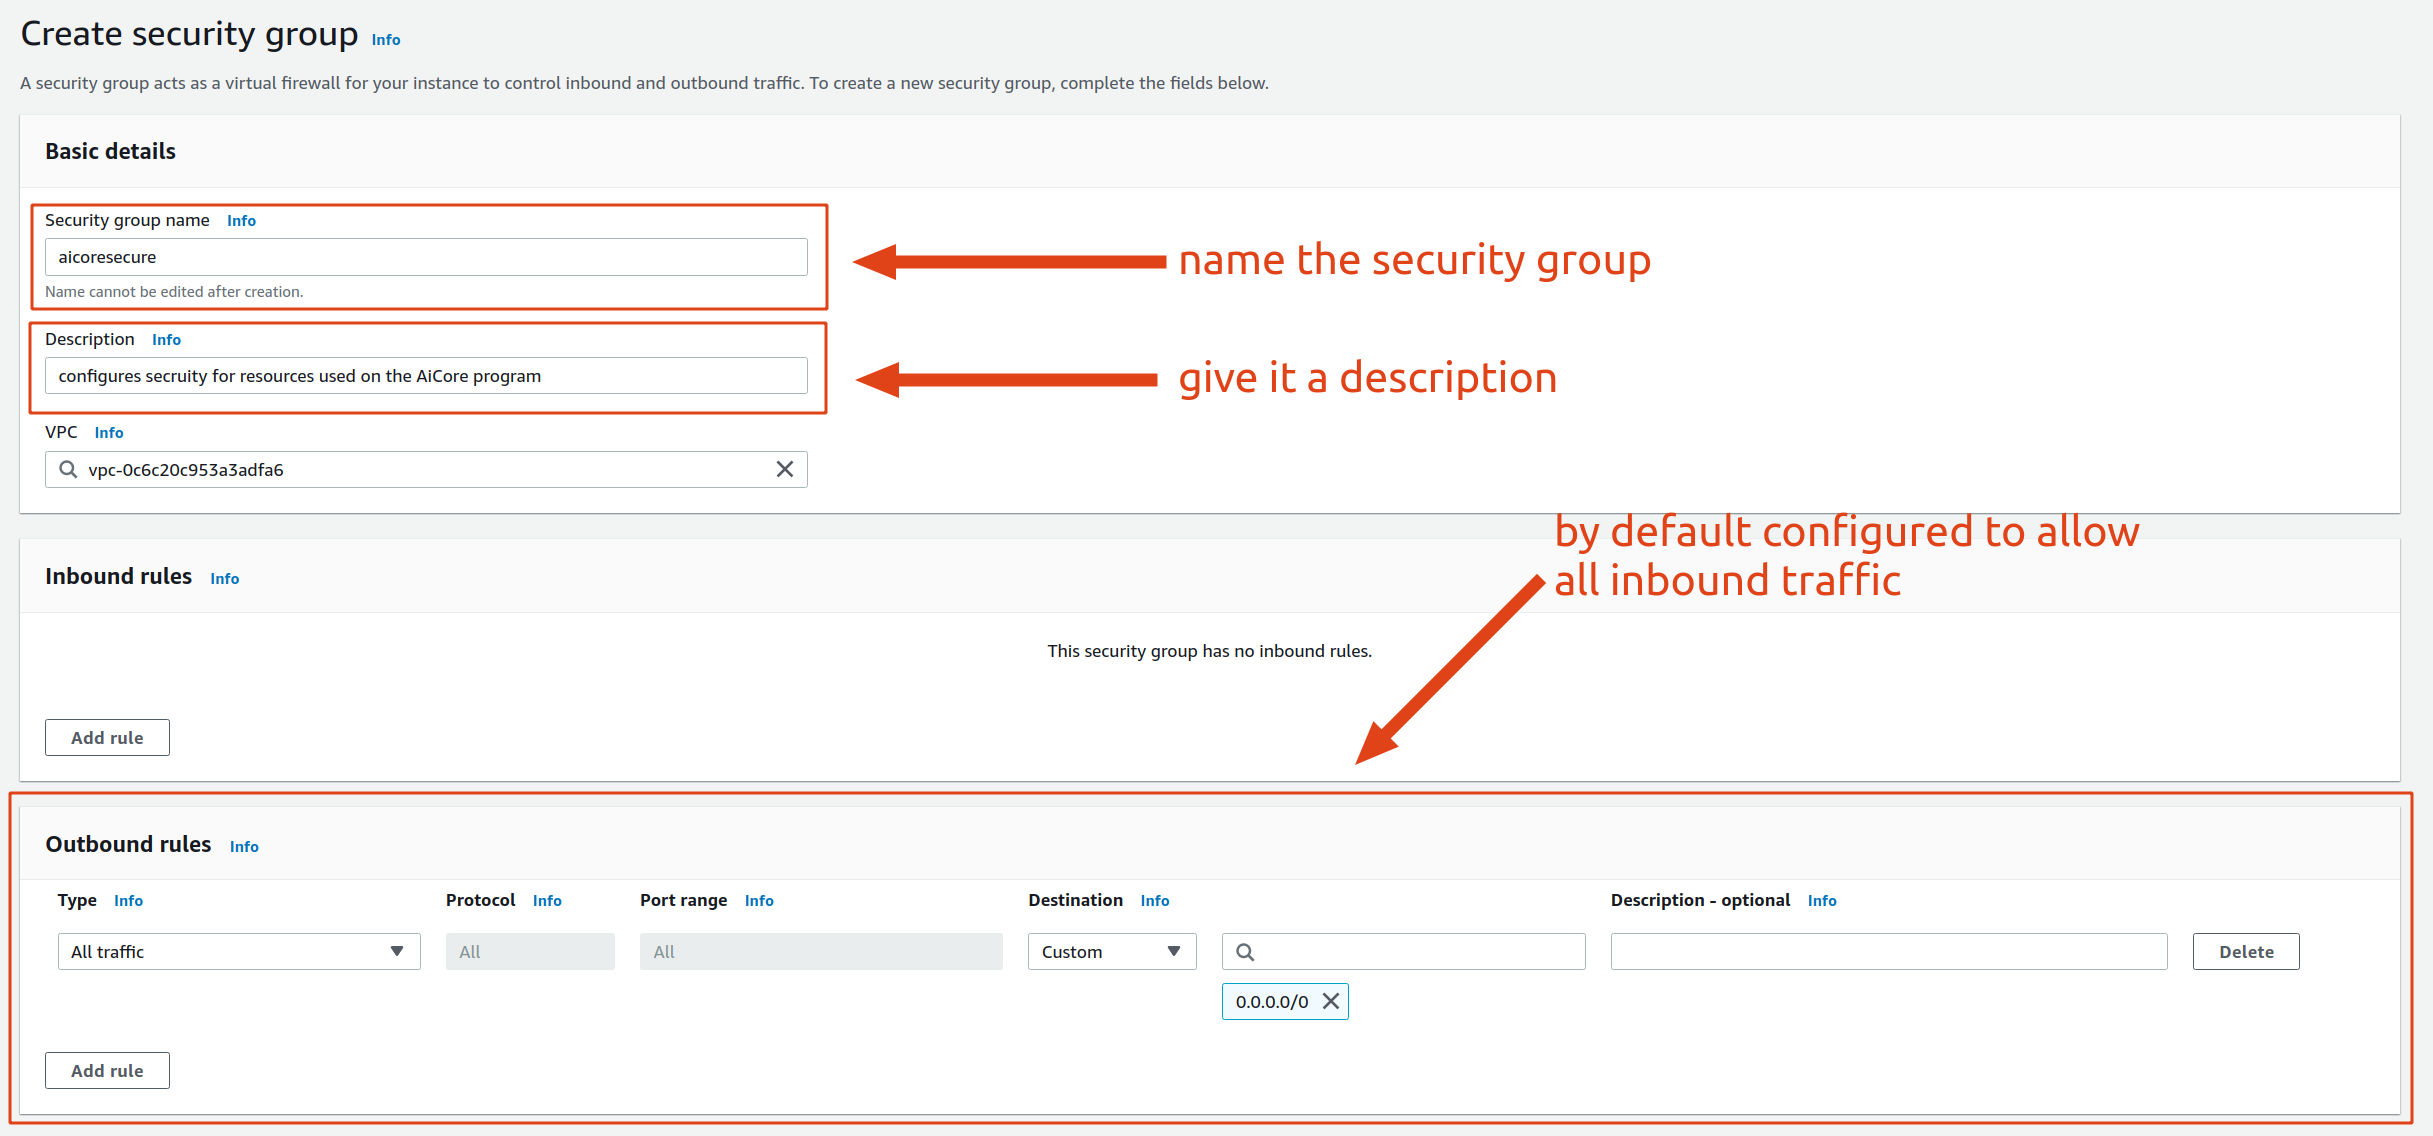 Create security group Info
A security group acts as a virtual firewall for your instance to control inbound and outbound traffic. To create a new security group, complete the fields below.
Basic details
Security group name Info
aicoresecure
Name cannot be edited after creation.
name the security group
Description Info
configures secruity for resources used on the AiCore program
give it a description
VPC Info
vpc-0c6c20c953a3adfa6
by default configured to allow
all inbound traffic
Inbound rules Info
This security group has no inbound rules.
Add rule
Outbound rules Info
Type Info Protocol Info Port range Info Destination Info Description - optional Info
All traffic All All Custom Delete
0.0.0.0/0
Add rule